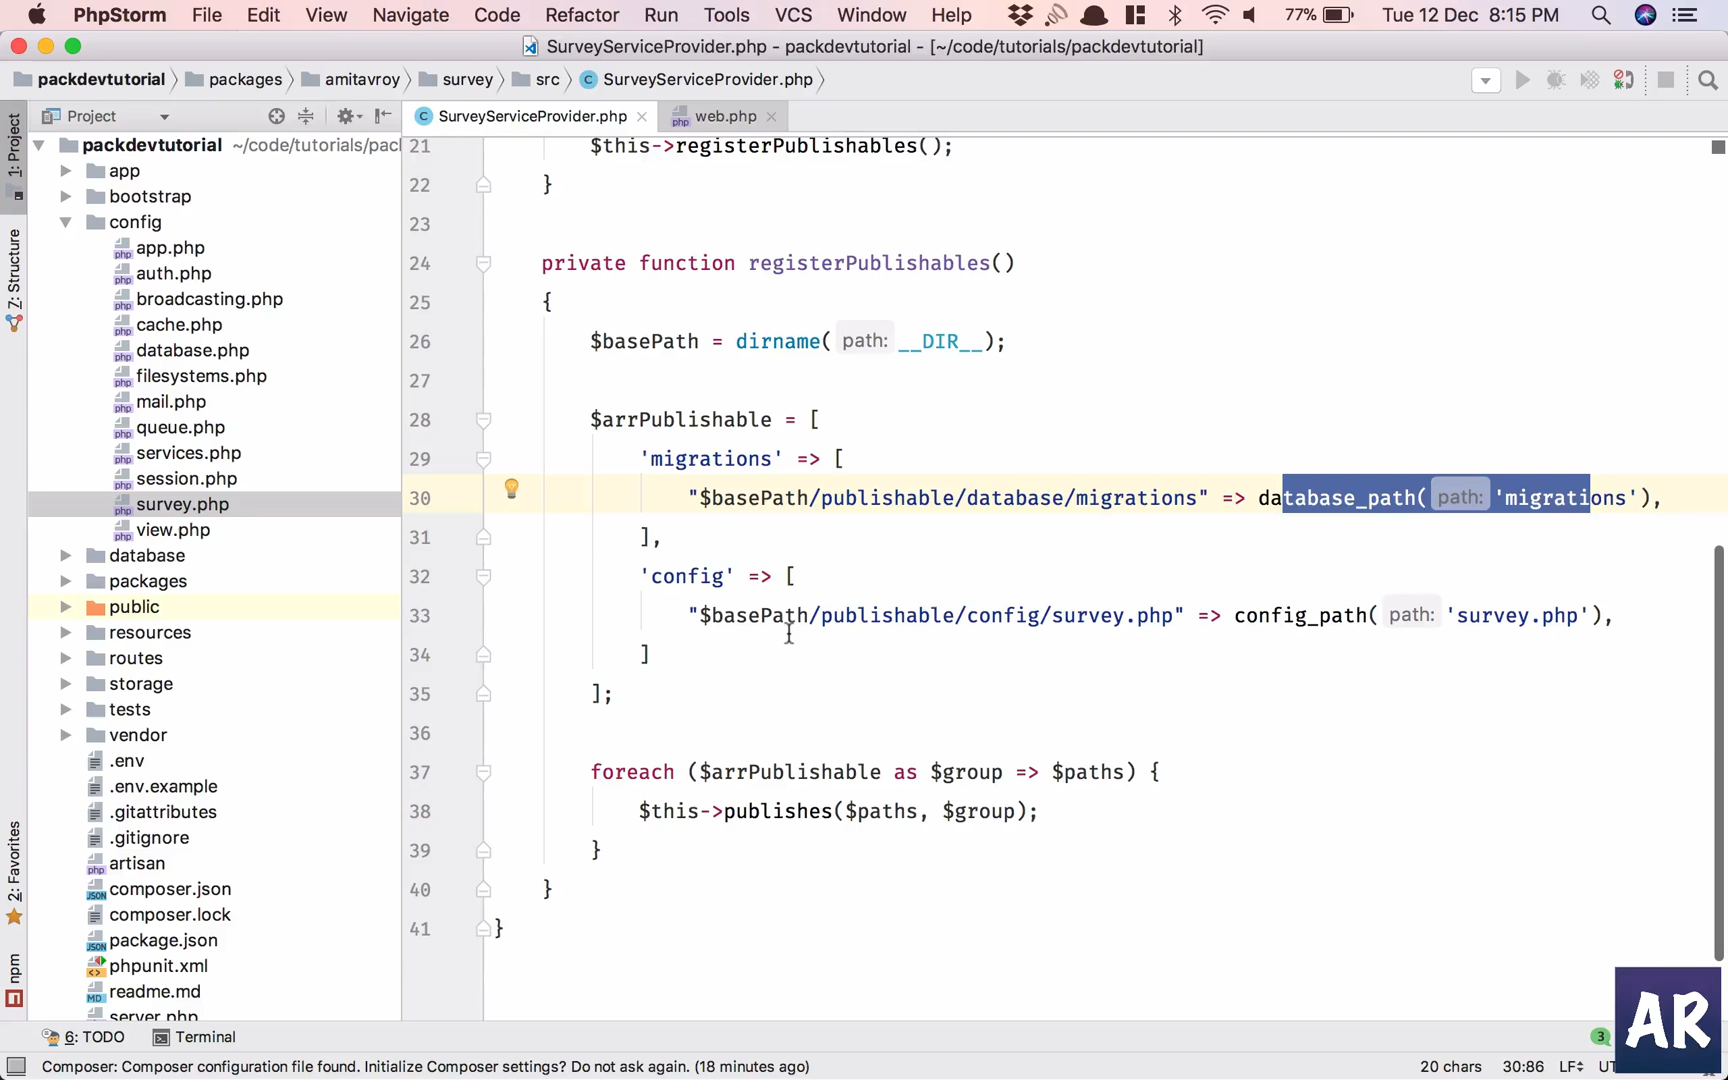 PhpStorm File Edit View Navigate Code Refactor Run Tools VCS Window Help 77% Tue 12 Dec 8:15 PM
SurveyServiceProvider.php - packdevtutorial - [~/code/tutorials/packdevtutorial]
packdevtutorial packages amitavroy survey src SurveyServiceProvider.php
1: Project
7: Structure
2: Favorites
npm
Project
packdevtutorial ~/code/tutorials/pac
app
bootstrap
config
app.php
auth.php
broadcasting.php
cache.php
database.php
filesystems.php
mail.php
queue.php
services.php
session.php
survey.php
view.php
database
packages
public
resources
routes
storage
tests
vendor
.env
.env.example
.gitattributes
.gitignore
artisan
composer.json
composer.lock
package.json
phpunit.xml
readme.md
server.php
SurveyServiceProvider.php web.php
21 $this->registerPublishables();
22 }
23
24 private function registerPublishables()
25 {
26 $basePath = dirname( path: __DIR__);
27
28 $arrPublishable = [
29 'migrations' => [
30 "$basePath/publishable/database/migrations" => database_path( path: 'migrations'),
31 ],
32 'config' => [
33 "$basePath/publishable/config/survey.php" => config_path( path: 'survey.php'),
34 ]
35 ];
36
37 foreach ($arrPublishable as $group => $paths) {
38 $this->publishes($paths, $group);
39 }
40 }
41 }
6: TODO Terminal 3
Composer: Composer configuration file found. Initialize Composer settings? Do not ask again. (18 minutes ago) 20 chars 30:86 LF
AR